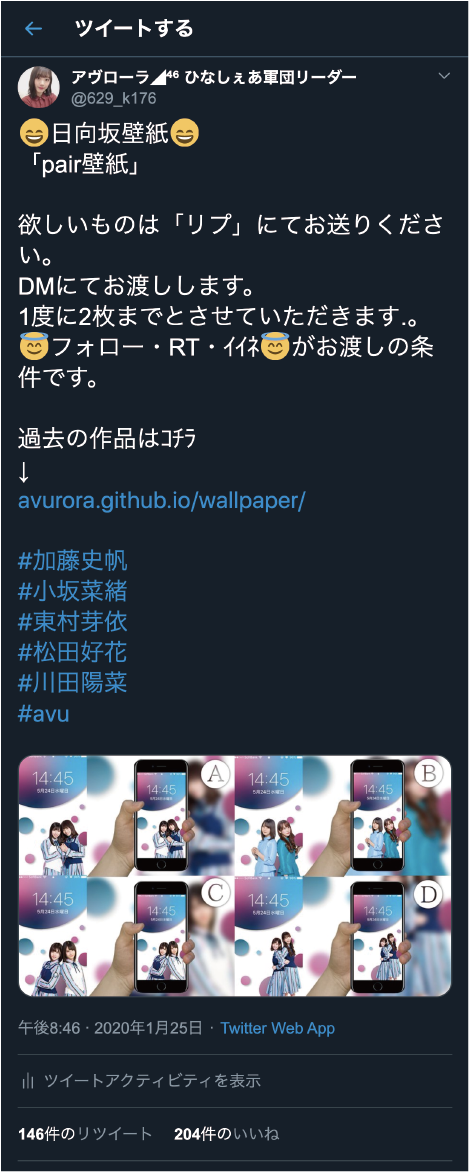 ← ツイートする
アヴローラ◢⁴⁶ ひなしぇあ軍団リーダー
@629_k176
😄日向坂壁紙😄
「pair壁紙」
欲しいものは「リプ」にてお送りくださ
い。
DMにてお渡しします。
1度に2枚までとさせていただきます.。
😇フォロー・RT・ｲｲﾈ😇がお渡しの条
件です。
過去の作品はｺﾁﾗ
↓
avurora.github.io/wallpaper/
#加藤史帆
#小坂菜緒
#東村芽依
#松田好花
#川田陽菜
#avu
14:45
5月24日水曜日
14:45
5月24日水曜日
A
14:45
5月24日水曜日
14:45
5月24日水曜日
B
14:45
5月24日水曜日
14:45
5月24日水曜日
C
14:45
5月24日水曜日
14:45
5月24日水曜日
D
午後8:46 · 2020年1月25日 · Twitter Web App
ツイートアクティビティを表示
146件のリツイート 204件のいいね